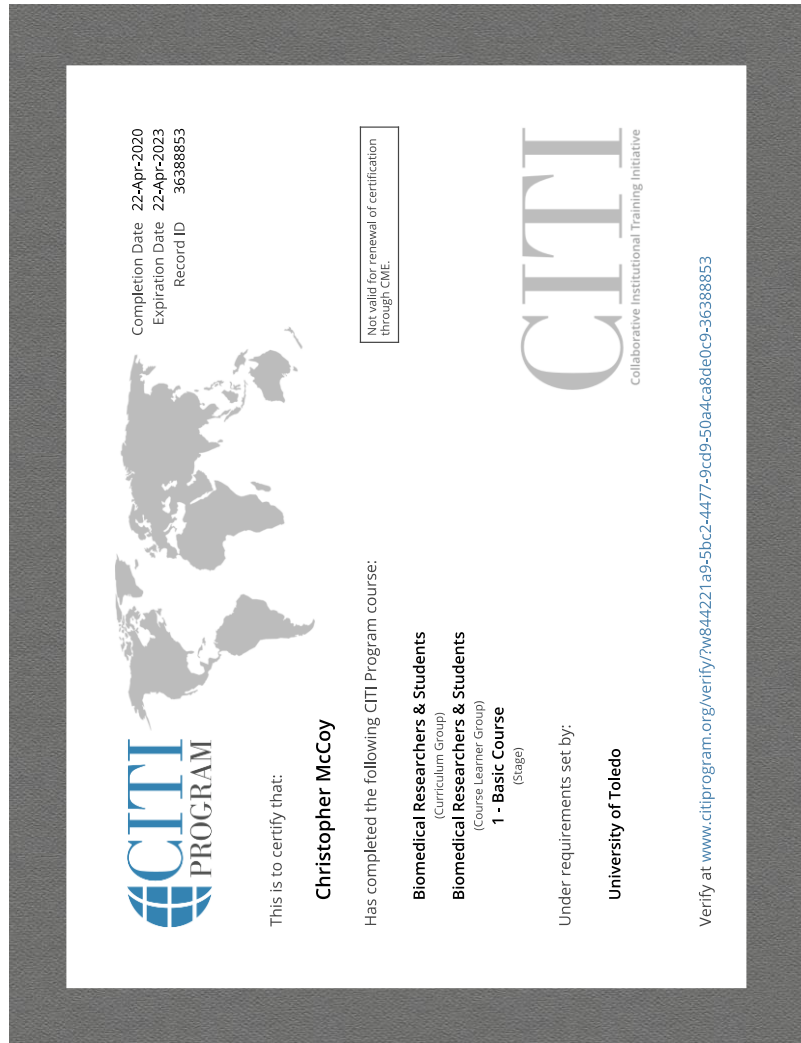 CITI
PROGRAM
Completion Date 22-Apr-2020
Expiration Date 22-Apr-2023
Record ID 36388853
This is to certify that:
Christopher McCoy
Has completed the following CITI Program course:
Not valid for renewal of certification
through CME.
Biomedical Researchers & Students
(Curriculum Group)
Biomedical Researchers & Students
(Course Learner Group)
1 - Basic Course
(Stage)
Under requirements set by:
University of Toledo
CITI
Collaborative Institutional Training Initiative
Verify at www.citiprogram.org/verify/?w844221a9-5bc2-4477-9cd9-50a4ca8de0c9-36388853